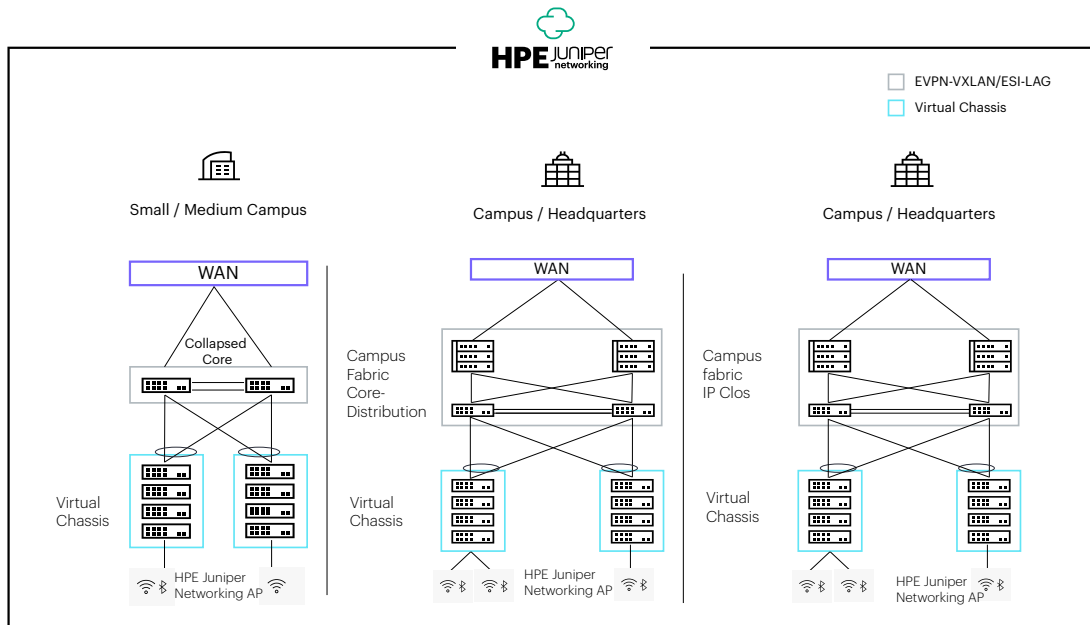 HPE JUNIPER
networking
EVPN-VXLAN/ESI-LAG
Virtual Chassis
Small / Medium Campus
WAN
Collapsed
Core
Virtual
Chassis
HPE Juniper
Networking AP
Campus / Headquarters
WAN
Campus
Fabric
Core-
Distribution
Virtual
Chassis
HPE Juniper
Networking AP
Campus / Headquarters
WAN
Campus
fabric
IP Clos
Virtual
Chassis
HPE Juniper
Networking AP